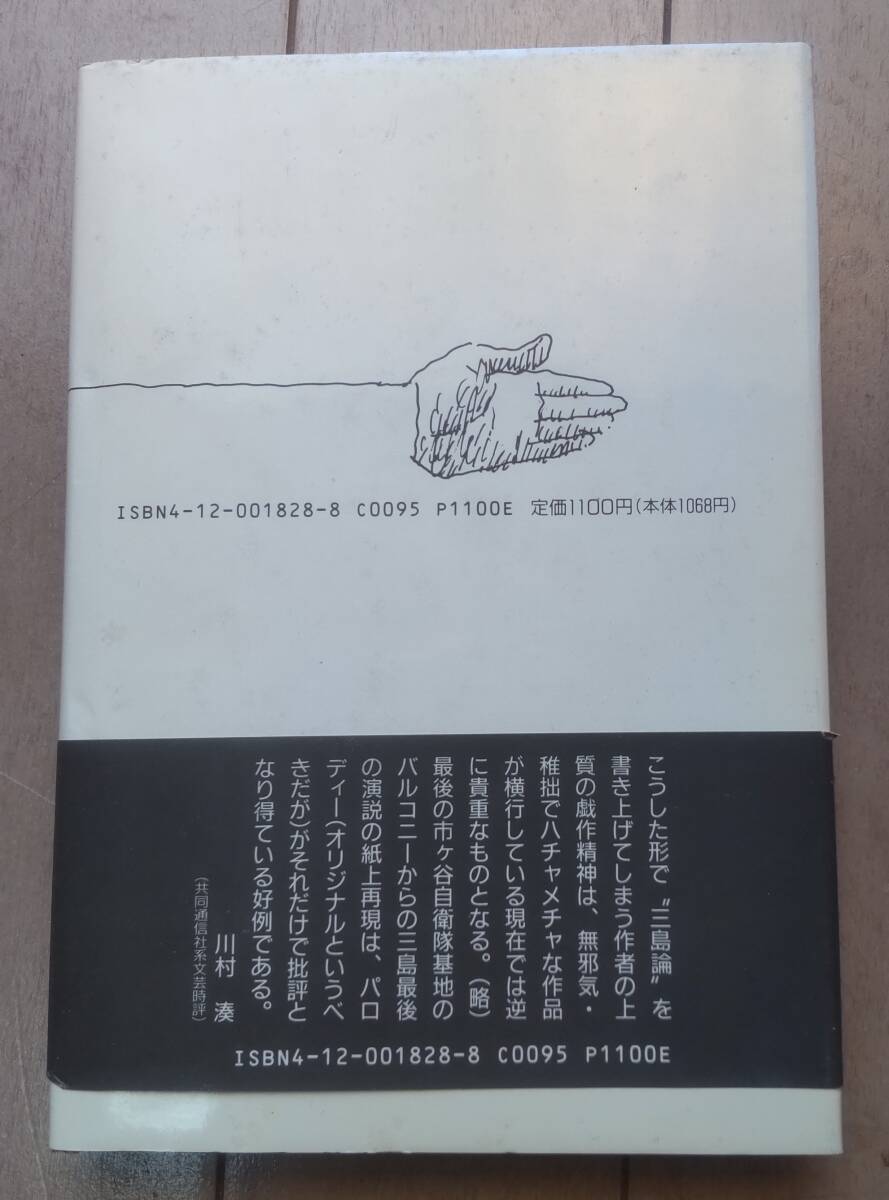 ISBN4-12-001828-8 C0095 P1100E 定価1100円(本体1068円)
こうした形で〝三島論〟を
書き上げてしまう作者の上
質の戯作精神は、無邪気・
稚拙でハチャメチャな作品
が横行している現在では逆
に貴重なものとなる。(略)
最後の市ヶ谷自衛隊基地の
バルコニーからの三島最後
の演説の紙上再現は、パロ
ディー(オリジナルというべ
きだが)がそれだけで批評と
なり得ている好例である。
川村 湊
(共同通信社系文芸時評)
ISBN4-12-001828-8 C0095 P1100E